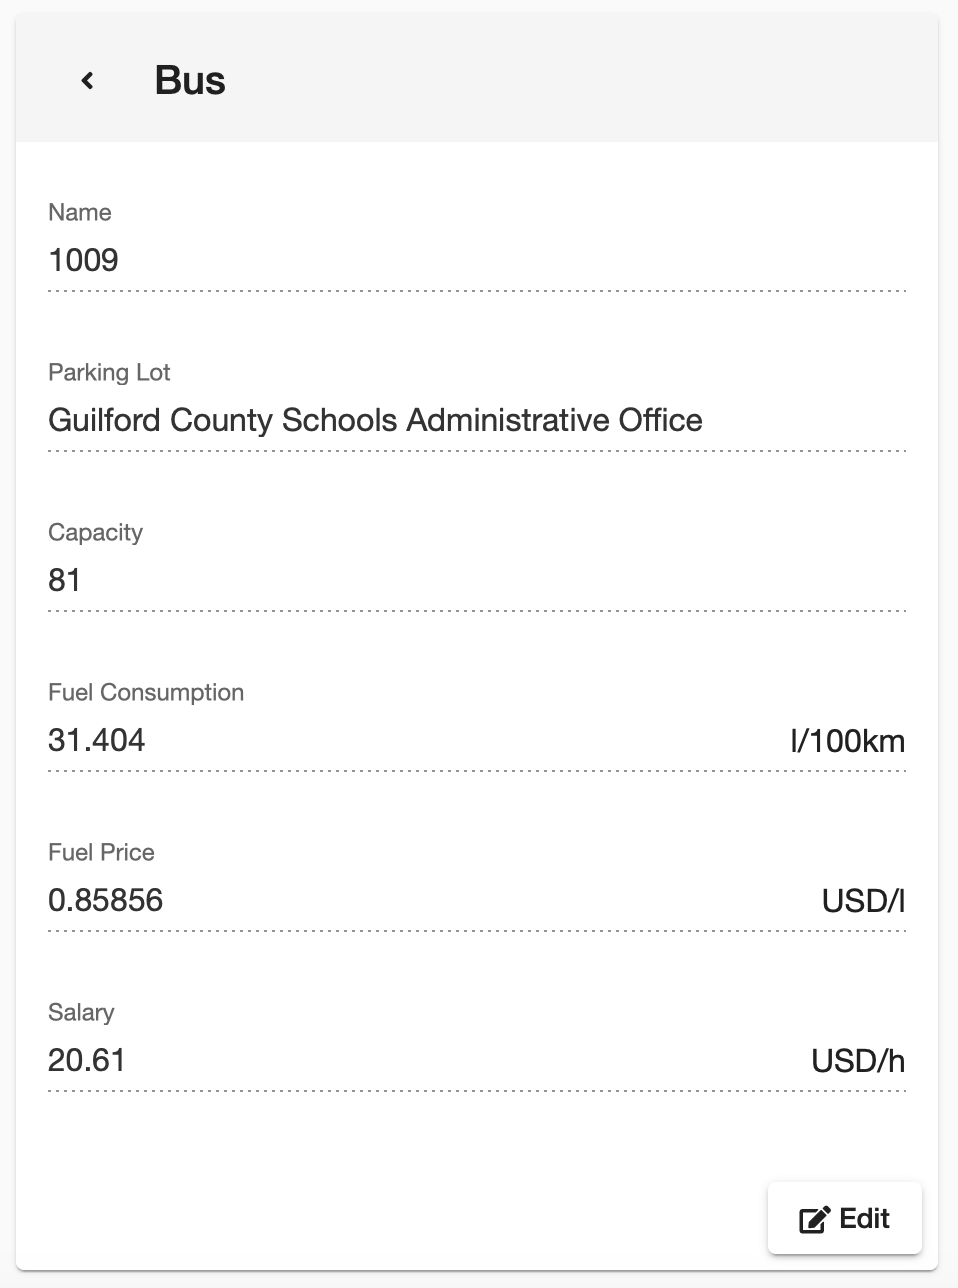 Bus
Name
1009
Parking Lot
Guilford County Schools Administrative Office
Capacity
81
Fuel Consumption
31.404 l/100km
Fuel Price
0.85856 USD/l
Salary
20.61 USD/h
Edit